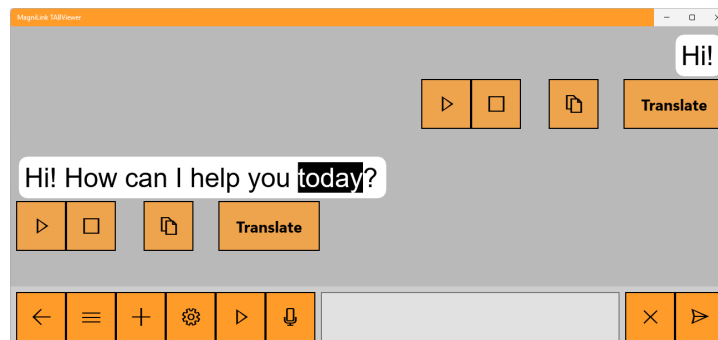 MagniLink TABViewer
Hi!
Translate
Hi! How can I help you today?
Translate